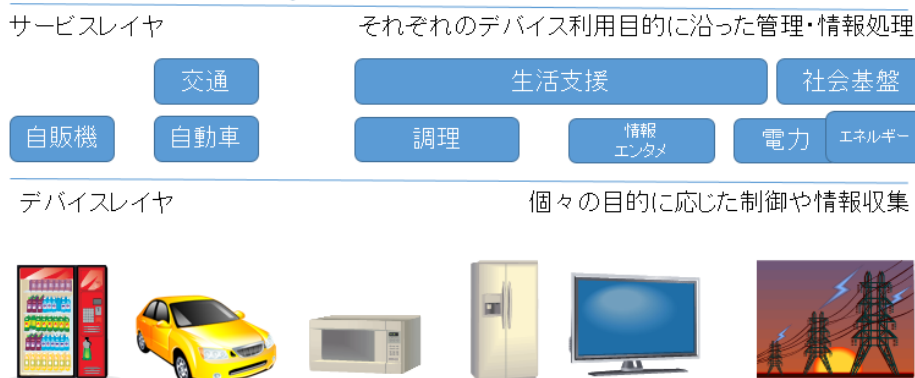 サービスレイヤ
それぞれのデバイス利用目的に沿った管理・情報処理
交通
生活支援
社会基盤
自販機
自動車
調理
情報
エンタメ
電力
エネルギー
デバイスレイヤ
個々の目的に応じた制御や情報収集